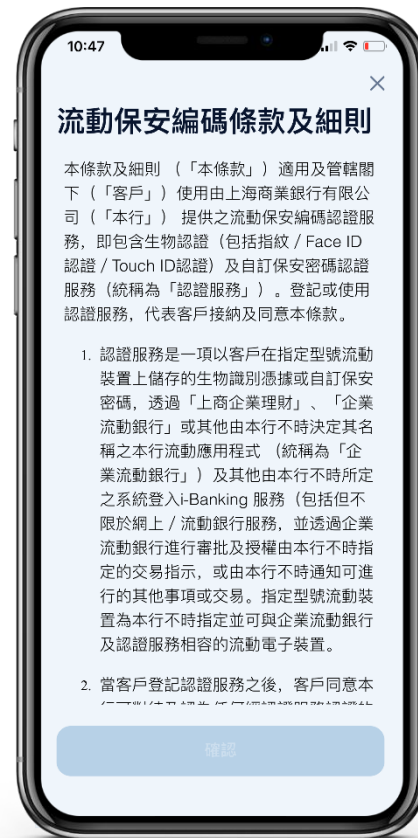 10:47
流動保安編碼條款及細則
本條款及細則 （「本條款」）適用及管轄閣
下（「客戶」）使用由上海商業銀行有限公
司（「本行」） 提供之流動保安編碼認證服
務，即包含生物認證（包括指紋 / Face ID
認證 / Touch ID認證）及自訂保安密碼認證
服務（統稱為「認證服務」）。登記或使用
認證服務，代表客戶接納及同意本條款。
1. 認證服務是一項以客戶在指定型號流動
裝置上儲存的生物識別憑據或自訂保安
密碼，透過「上商企業理財」、「企業
流動銀行」或其他由本行不時決定其名
稱之本行流動應用程式 （統稱為「企
業流動銀行」）及其他由本行不時所定
之系統登入i-Banking 服務（包括但不
限於網上 / 流動銀行服務，並透過企業
流動銀行進行審批及授權由本行不時指
定的交易指示，或由本行不時通知可進
行的其他事項或交易。指定型號流動裝
置為本行不時指定並可與企業流動銀行
及認證服務相容的流動電子裝置。
2. 當客戶登記認證服務之後，客戶同意本
確認